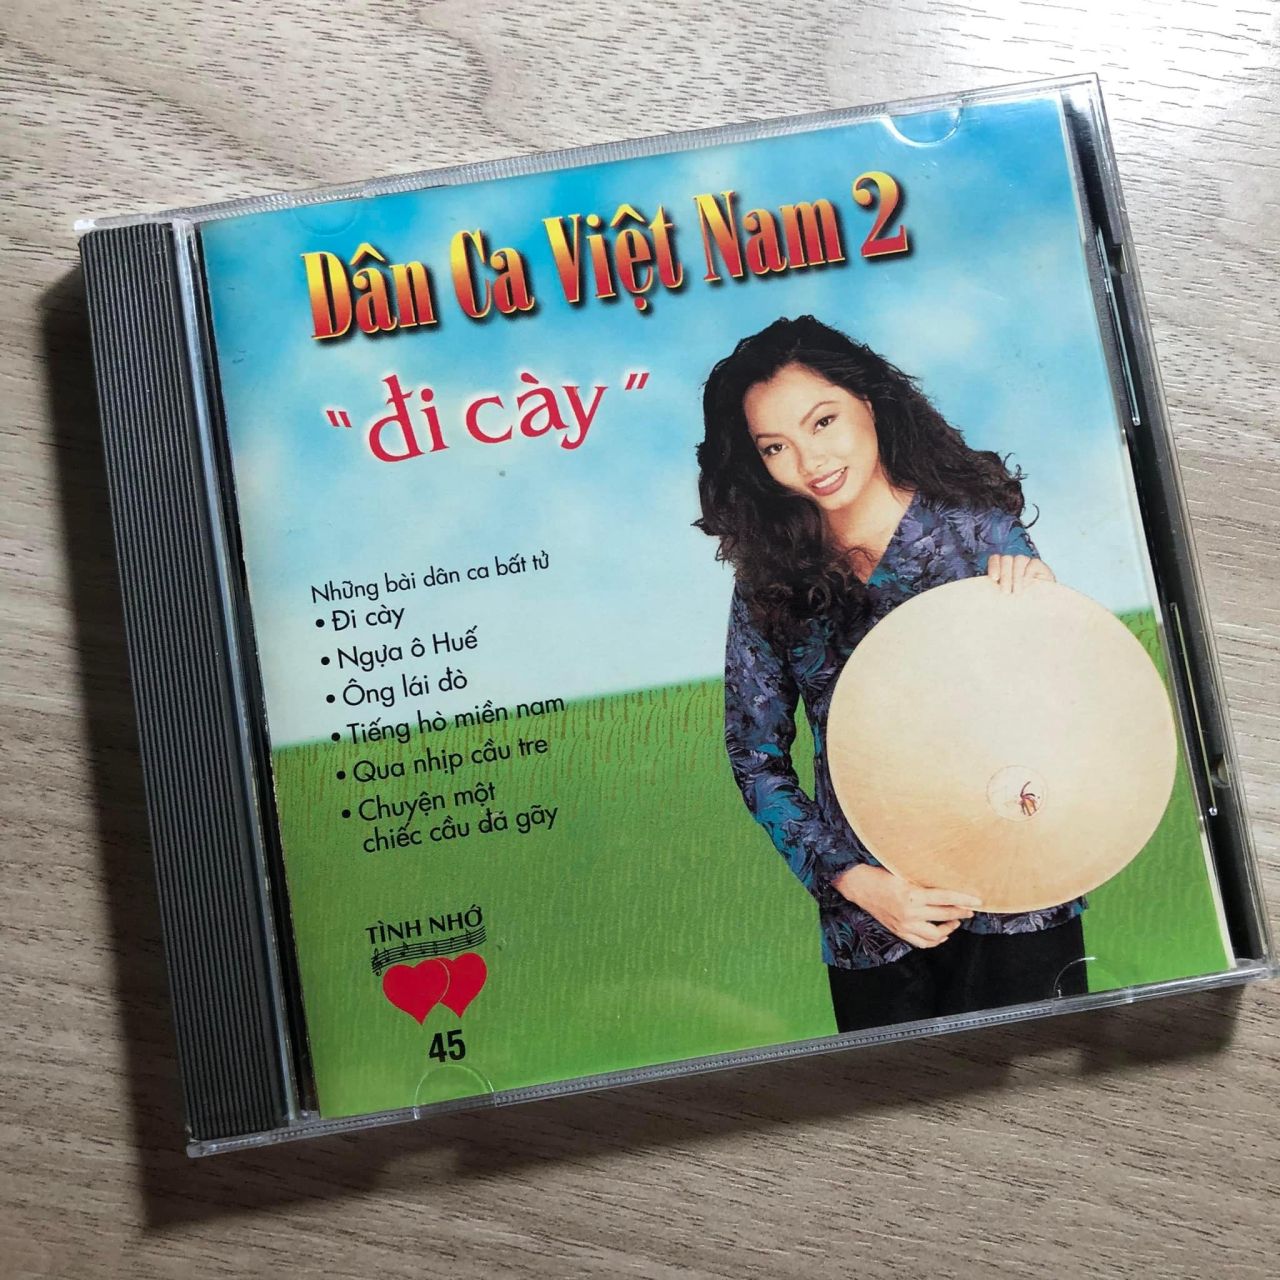 Dân Ca Việt Nam 2
"đi cày"
Những bài dân ca bất tử
• Đi cày
• Ngựa ô Huế
• Ông lái đò
• Tiếng hò miền nam
• Qua nhịp cầu tre
• Chuyện một
chiếc cầu đã gãy
TÌNH NHỚ
45